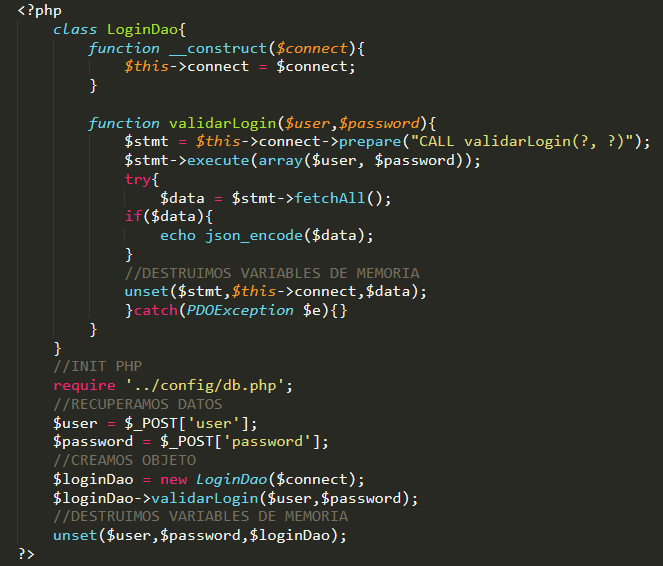 <?php
class LoginDao{
function __construct($connect){
$this->connect = $connect;
}
function validarLogin($user,$password){
$stmt = $this->connect->prepare("CALL validarLogin(?, ?)");
$stmt->execute(array($user, $password));
try{
$data = $stmt->fetchAll();
if($data){
echo json_encode($data);
}
//DESTRUIMOS VARIABLES DE MEMORIA
unset($stmt,$this->connect,$data);
}catch(PDOException $e){}
}
}
//INIT PHP
require '../config/db.php';
//RECUPERAMOS DATOS
$user = $_POST['user'];
$password = $_POST['password'];
//CREAMOS OBJETO
$loginDao = new LoginDao($connect);
$loginDao->validarLogin($user,$password);
//DESTRUIMOS VARIABLES DE MEMORIA
unset($user,$password,$loginDao);
?>